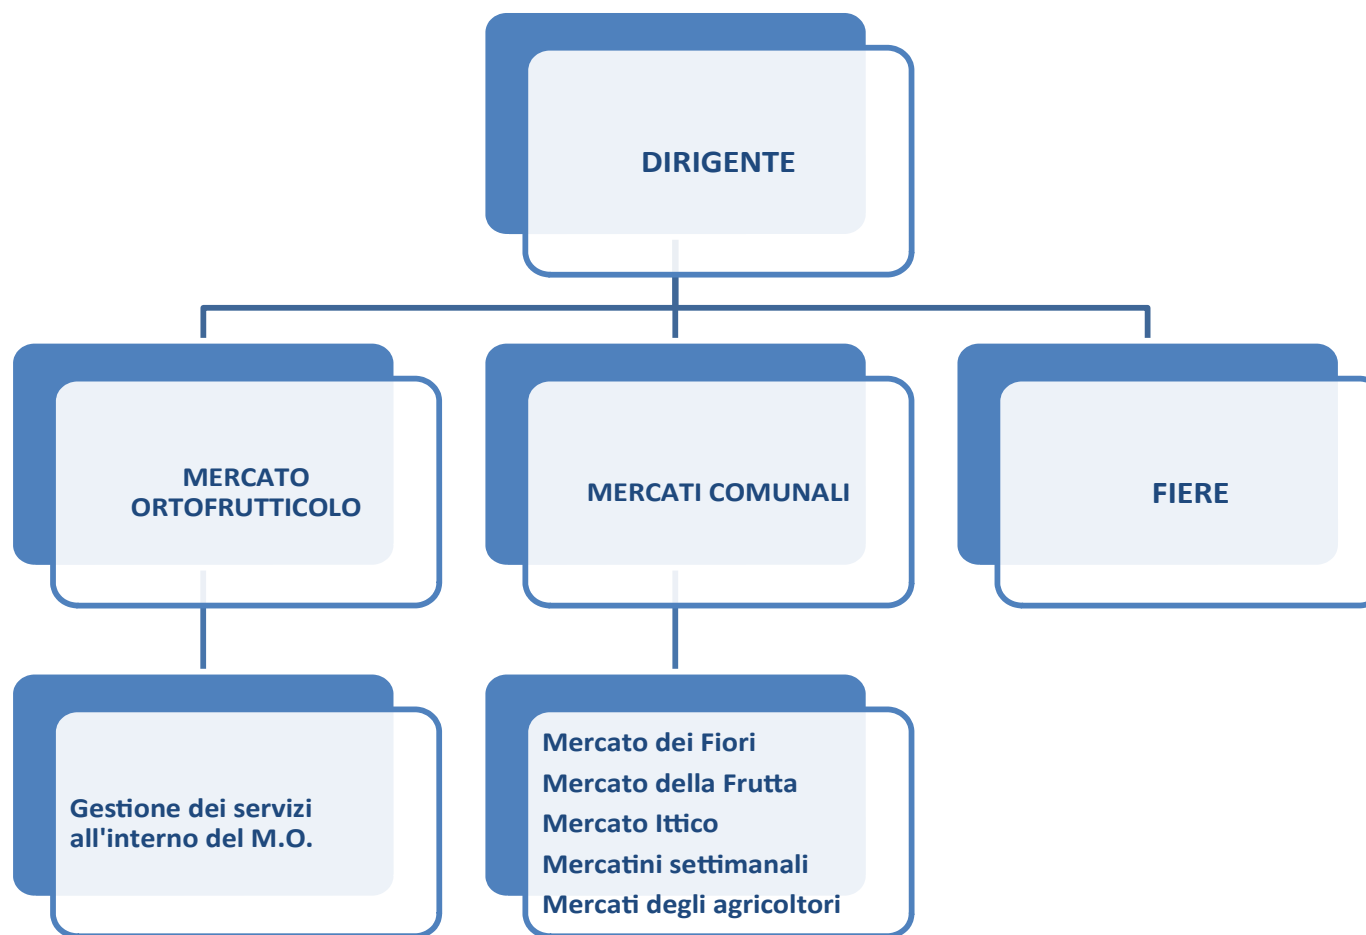 DIRIGENTE
MERCATO
ORTOFRUTTICOLO
MERCATI COMUNALI
FIERE
Gestione dei servizi
all'interno del M.O.
Mercato dei Fiori
Mercato della Frutta
Mercato Ittico
Mercatini settimanali
Mercati degli agricoltori